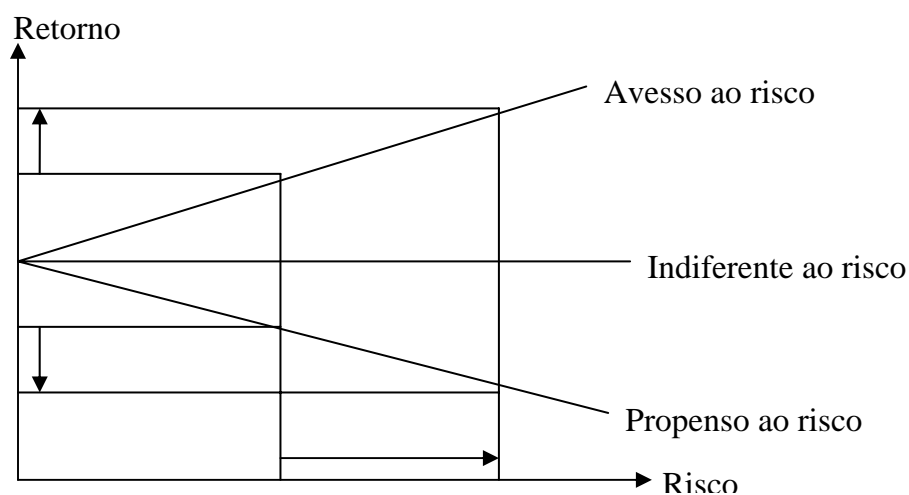 Retorno
Avesso ao risco
Indiferente ao risco
Propenso ao risco
Risco